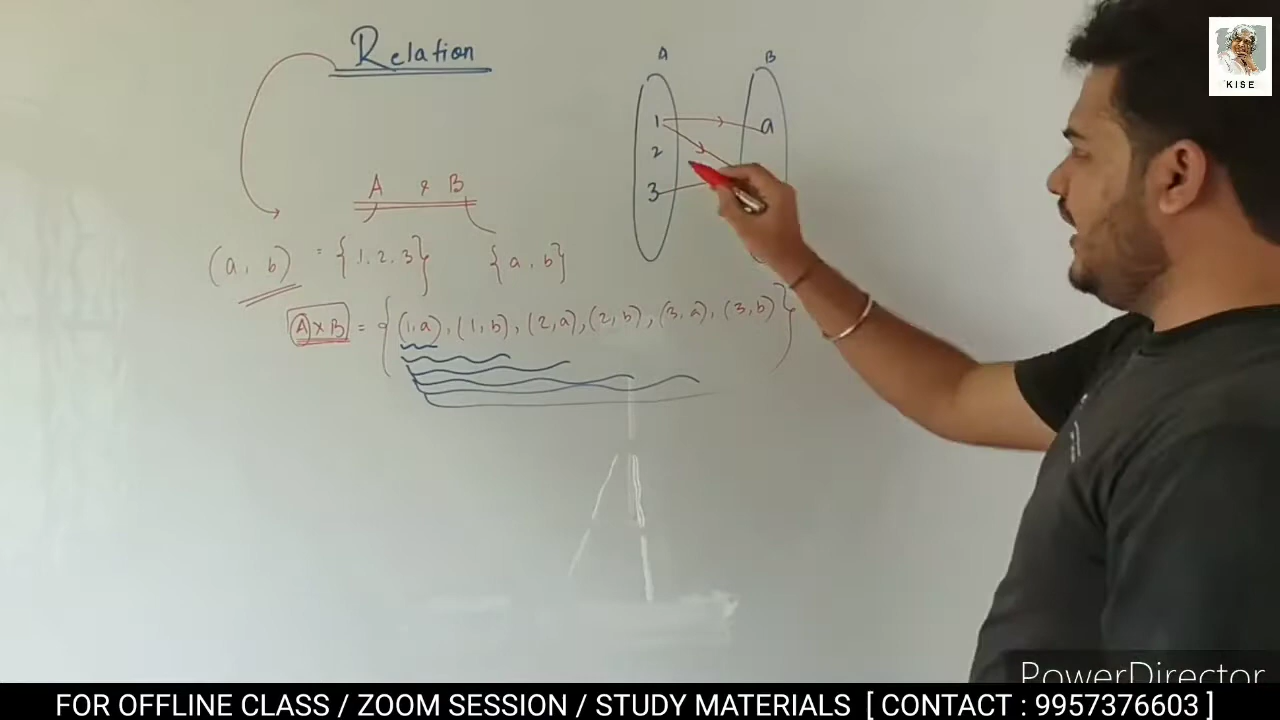 Relation
A B
1 a
2
3
A & B
(a, b) = {1, 2, 3} {a, b}
A × B = {(1, a), (1, b), (2, a), (2, b), (3, a), (3, b)}
KISE
PowerDirector
FOR OFFLINE CLASS / ZOOM SESSION / STUDY MATERIALS [ CONTACT : 9957376603 ]